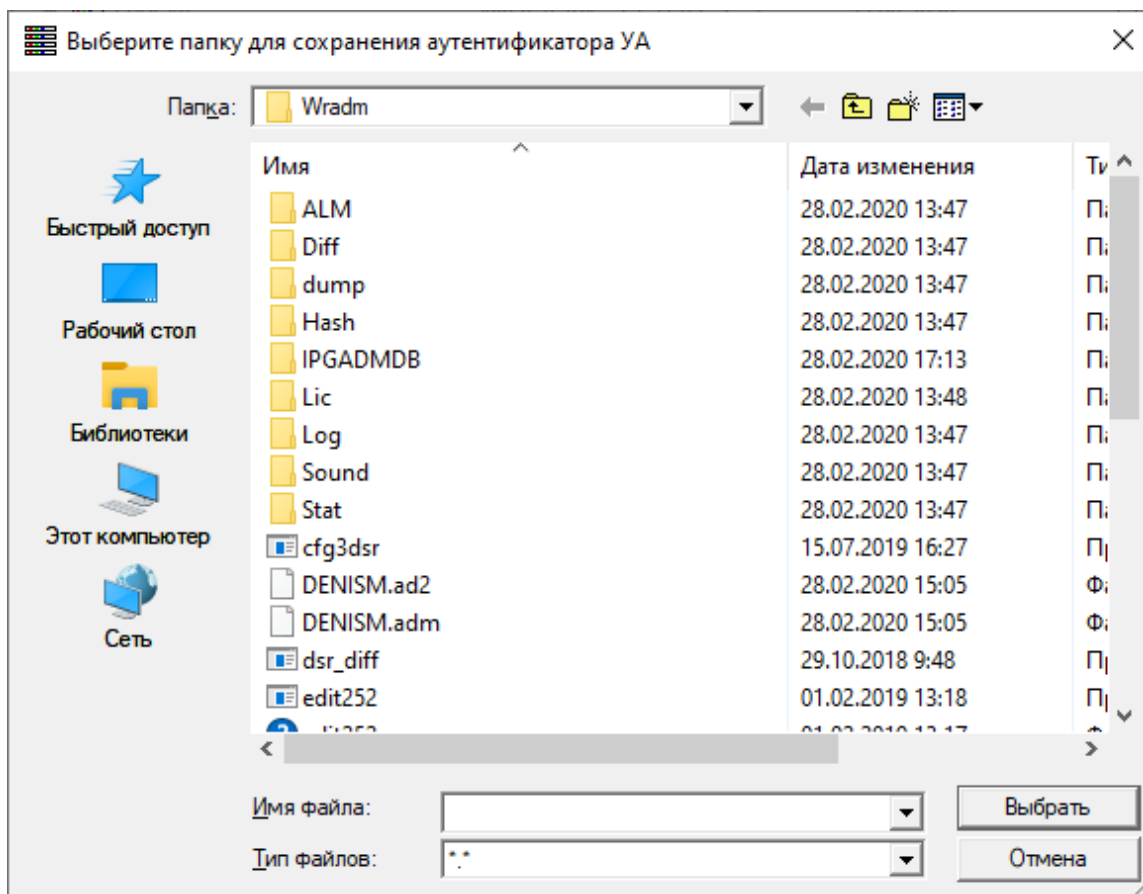 Выберите папку для сохранения аутентификатора УА
Папка: Wradm
Быстрый доступ
Рабочий стол
Библиотеки
Этот компьютер
Сеть
Имя Дата изменения
ALM 28.02.2020 13:47
Diff 28.02.2020 13:47
dump 28.02.2020 13:47
Hash 28.02.2020 13:47
IPGADMDB 28.02.2020 17:13
Lic 28.02.2020 13:48
Log 28.02.2020 13:47
Sound 28.02.2020 13:47
Stat 28.02.2020 13:47
cfg3dsr 15.07.2019 16:27
DENISM.ad2 28.02.2020 15:05
DENISM.adm 28.02.2020 15:05
dsr_diff 29.10.2018 9:48
edit252 01.02.2019 13:18
Имя файла: Выбрать
Тип файлов: *.* Отмена